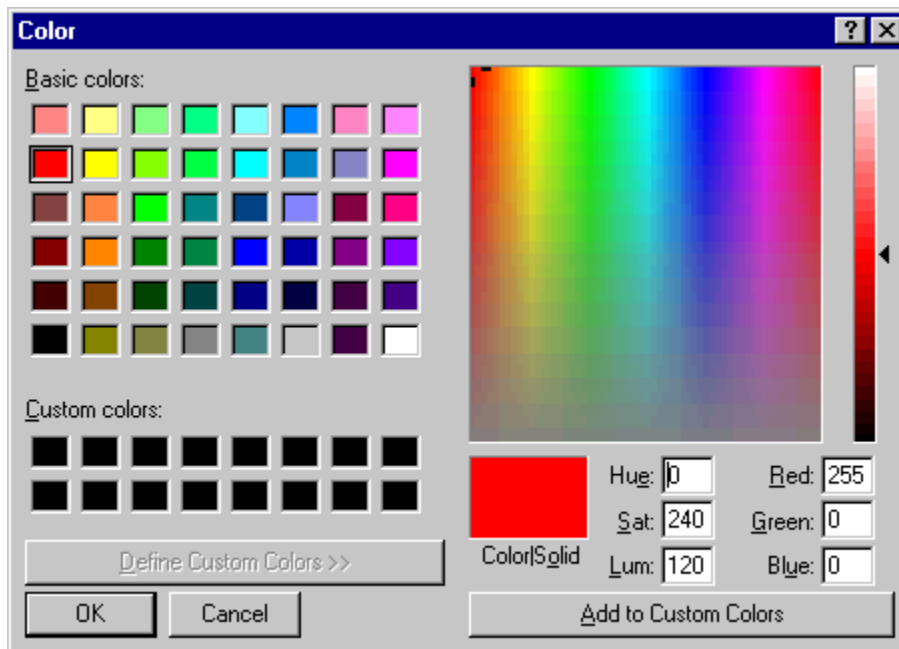 Color
Basic colors:
Custom colors:
Define Custom Colors >>
OK Cancel
Color|Solid
Hue: 0 Red: 255
Sat: 240 Green: 0
Lum: 120 Blue: 0
Add to Custom Colors